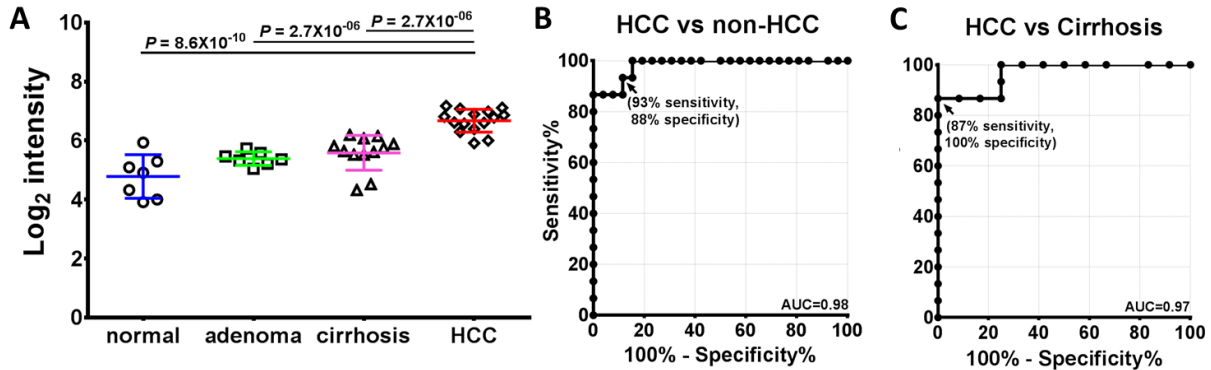 A
Log2 intensity
10
8
6
4
2
0
P = 8.6X10-10
P = 2.7X10-06
P = 2.7X10-06
normal
adenoma
cirrhosis
HCC
B
HCC vs non-HCC
Sensitivity%
100
80
60
40
20
0
(93% sensitivity,
88% specificity)
AUC=0.98
0 20 40 60 80 100
100% - Specificity%
C
HCC vs Cirrhosis
100
80
60
40
20
0
(87% sensitivity,
100% specificity)
AUC=0.97
0 20 40 60 80 100
100% - Specificity%